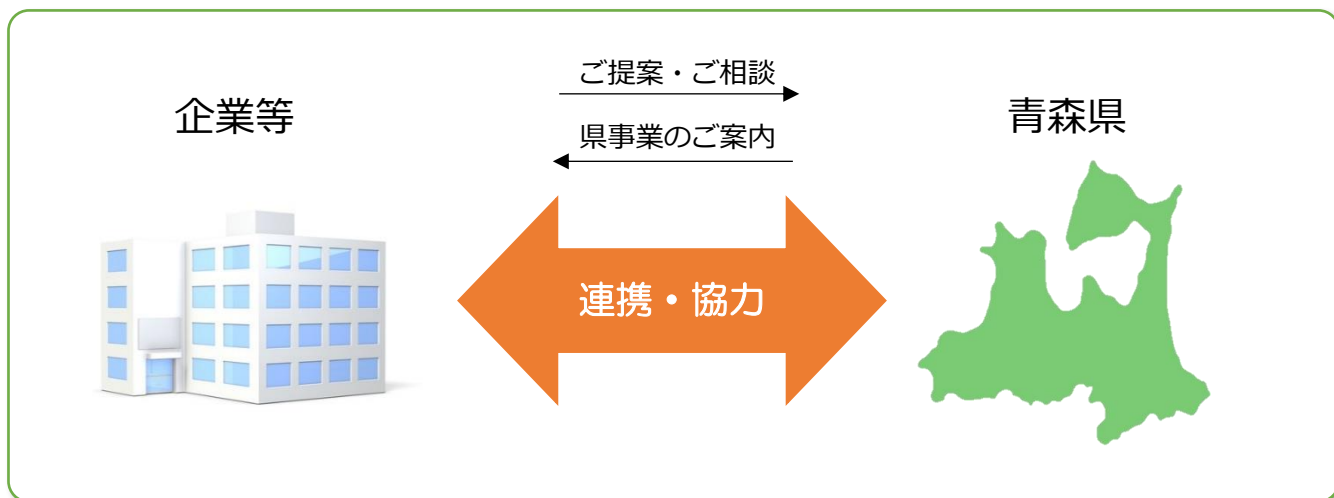 企業等
ご提案・ご相談
県事業のご案内
青森県
連携・協力